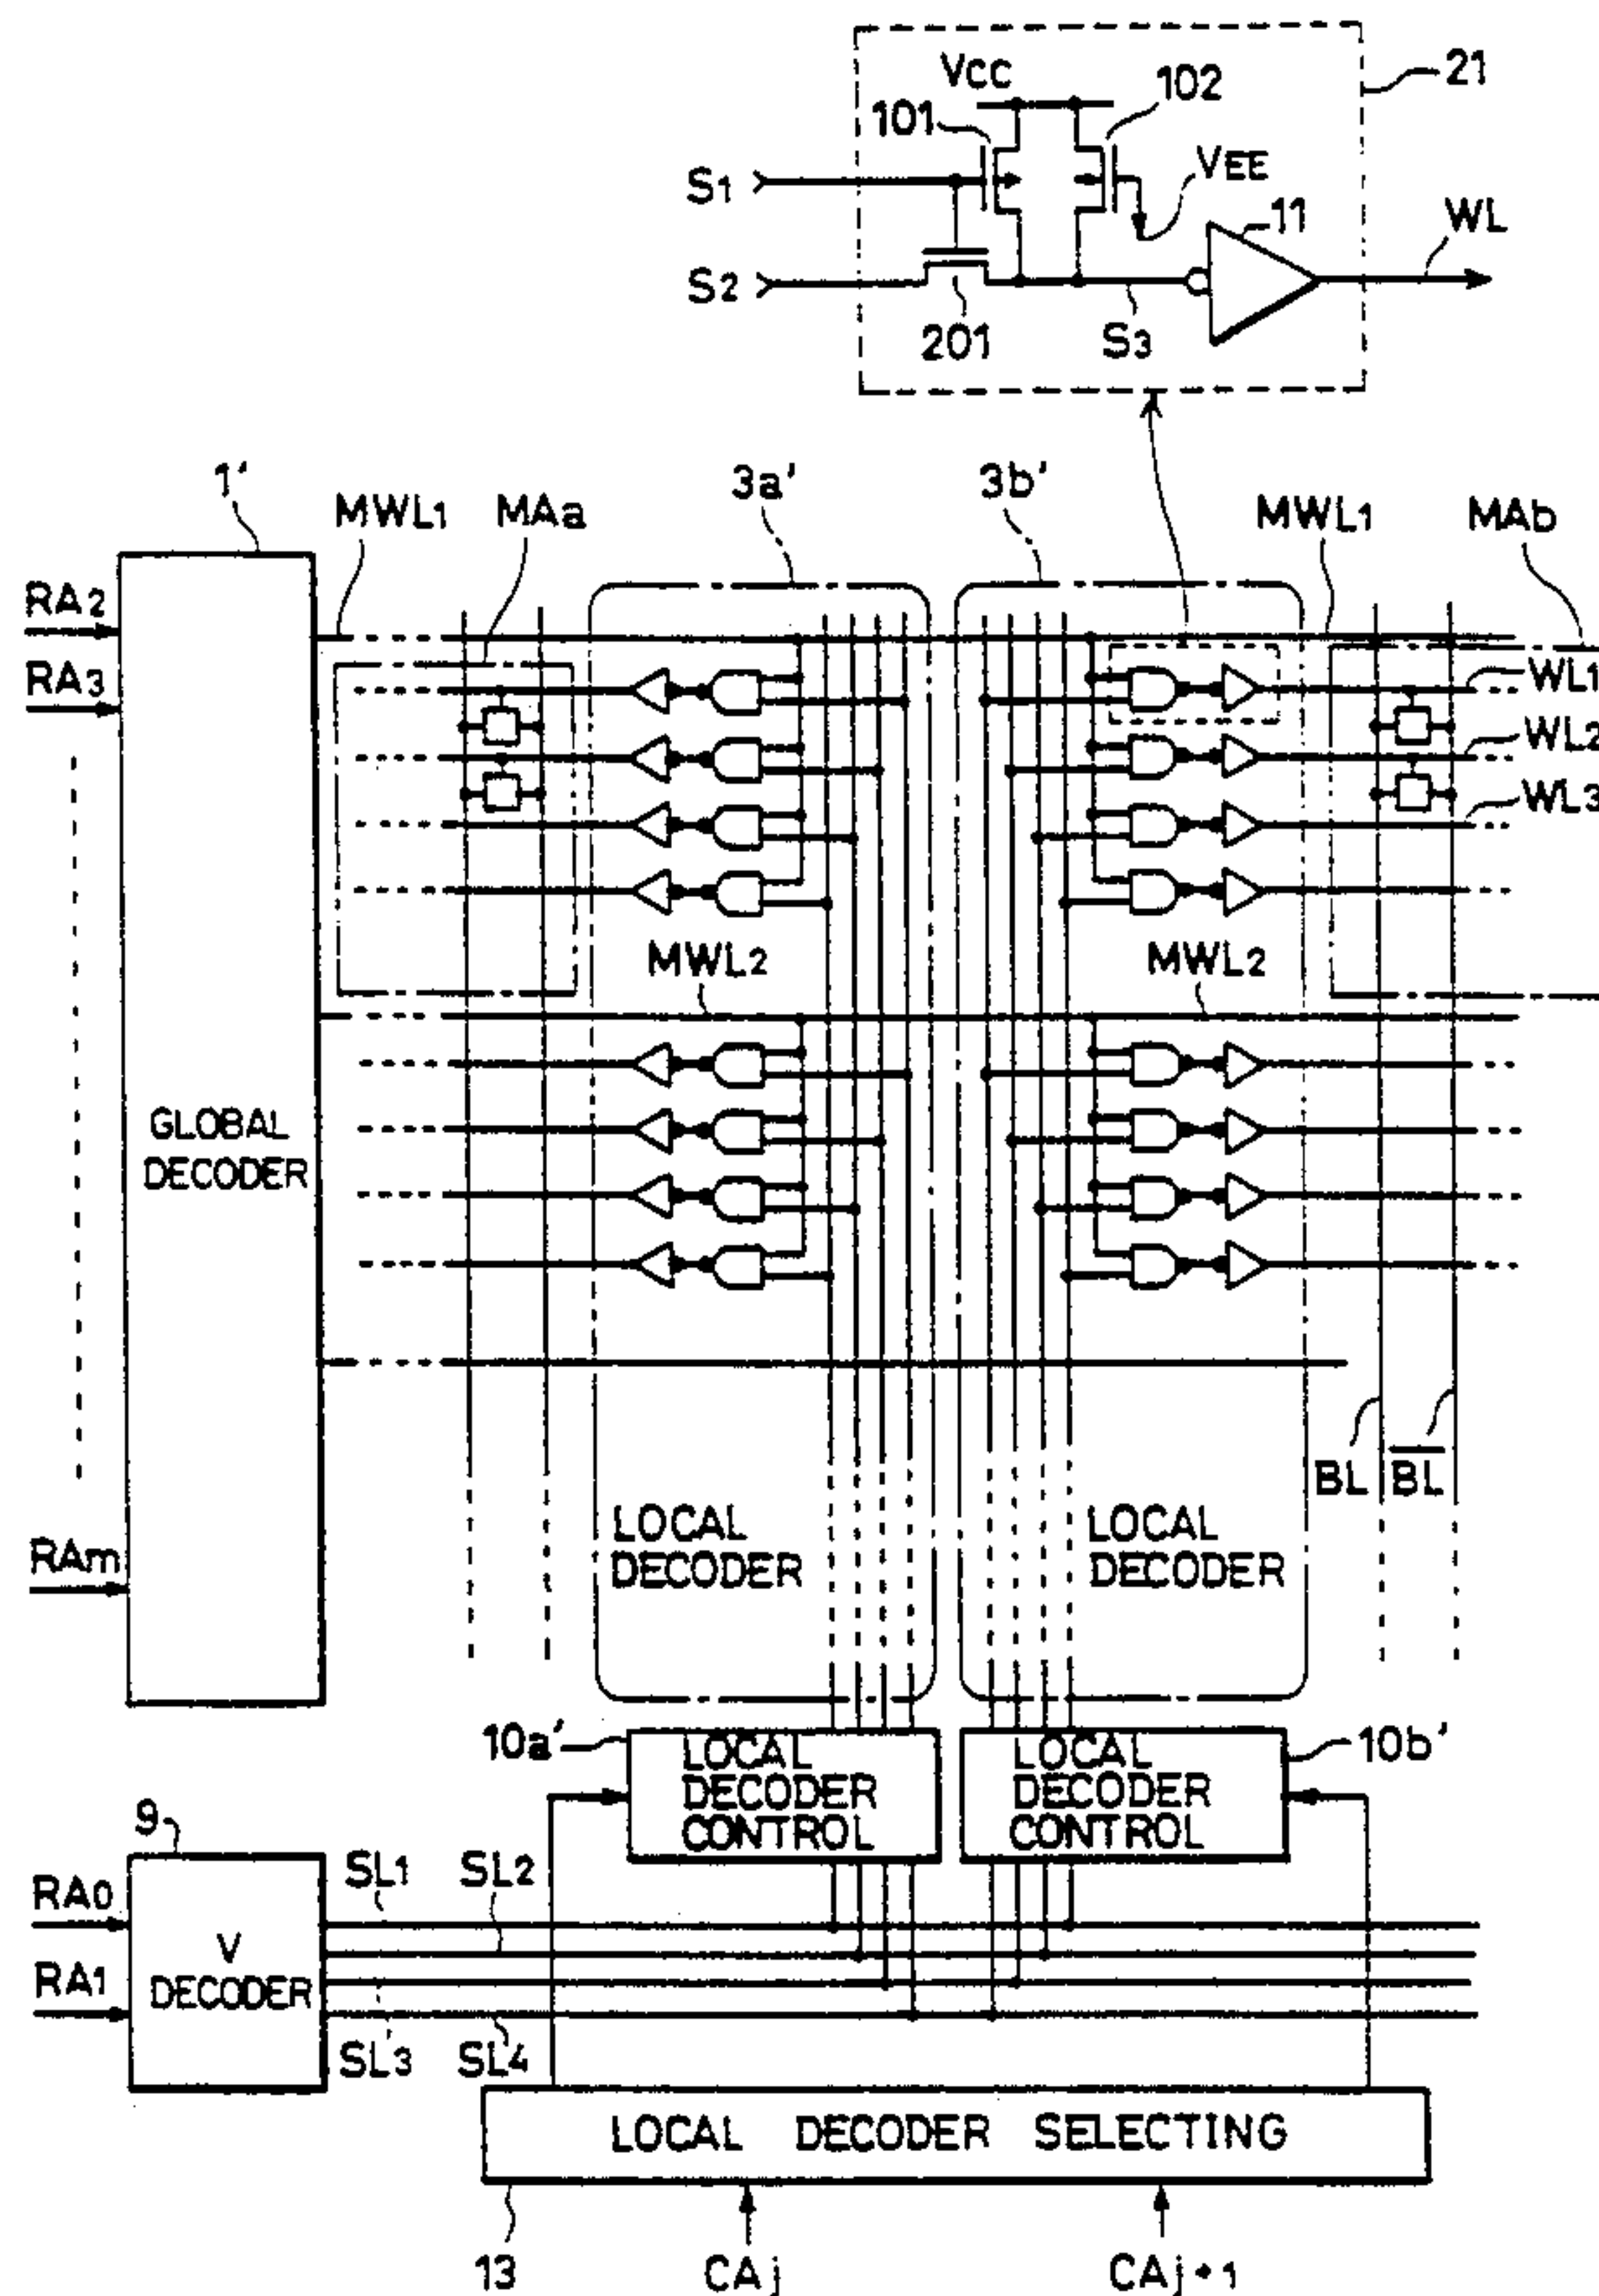 VCC
102
21
101
S1
VEE
11
WL
S2
201
S3
1'
MWL1
MAa
3a'
3b'
MWL1
MAb
RA2
RA3
WL1
WL2
WL3
MWL2
MWL2
GLOBAL
DECODER
BL
BL
LOCAL
DECODER
LOCAL
DECODER
RAm
10a'
LOCAL
DECODER
CONTROL
LOCAL
DECODER
CONTROL
10b'
9
RA0
SL1
SL2
V
DECODER
RA1
SL3
SL4
LOCAL DECODER SELECTING
13
CAj
CAj+1